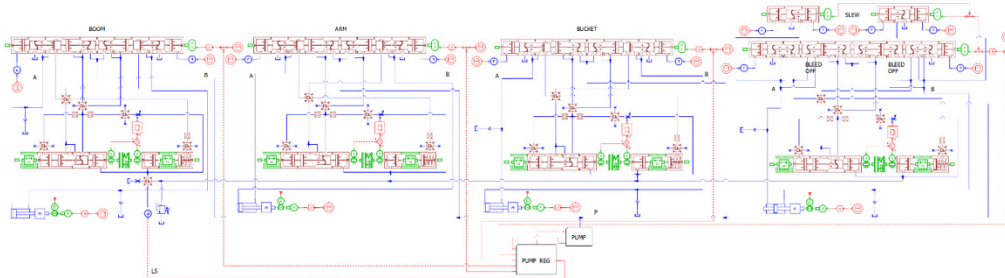 BOOM
ARM
BUCKET
SLEW
BLEED
OFF
BLEED
OFF
A
B
A
B
A
B
A
B
P
PUMP
PUMP REG
LS